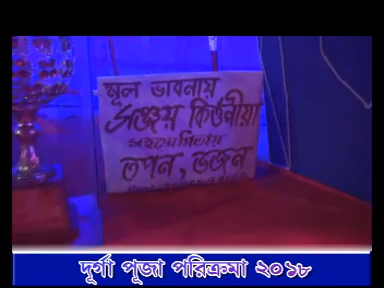 মূল ভাবনায়
সঞ্জয় কির্ত্তনীয়া
সহযোগিতায়
তপন, ভজন
দূর্গা পূজা পরিক্রমা ২০১৮